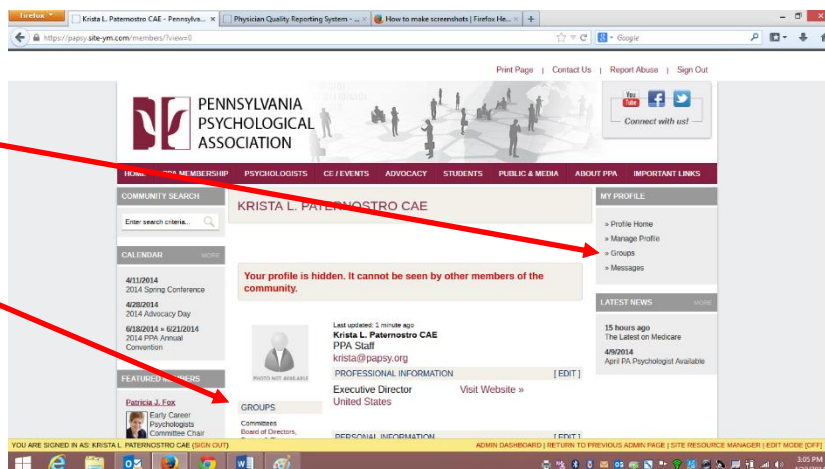 Firefox
Krista L. Paternostro CAE - Pennsylva...
Physician Quality Reporting System - ...
How to make screenshots | Firefox He...
https://papsy.site-ym.com/members/?view=0
Google
Print Page | Contact Us | Report Abuse | Sign Out
PENNSYLVANIA
PSYCHOLOGICAL
ASSOCIATION
You Tube
Connect with us!
HOME PPA MEMBERSHIP PSYCHOLOGISTS CE / EVENTS ADVOCACY STUDENTS PUBLIC & MEDIA ABOUT PPA IMPORTANT LINKS
COMMUNITY SEARCH
Enter search criteria...
CALENDAR MORE
4/11/2014
2014 Spring Conference
4/28/2014
2014 Advocacy Day
6/18/2014 » 6/21/2014
2014 PPA Annual
Convention
FEATURED MEMBERS
Patricia J. Fox
Early Career
Psychologists
Committee Chair
KRISTA L. PATERNOSTRO CAE
Your profile is hidden. It cannot be seen by other members of the
community.
PHOTO NOT AVAILABLE
Last updated: 1 minute ago
Krista L. Paternostro CAE
PPA Staff
krista@papsy.org
PROFESSIONAL INFORMATION [ EDIT ]
Executive Director Visit Website »
United States
GROUPS
Committees
Board of Directors,
PERSONAL INFORMATION [ EDIT ]
MY PROFILE
» Profile Home
» Manage Profile
» Groups
» Messages
LATEST NEWS MORE
15 hours ago
The Latest on Medicare
4/9/2014
April PA Psychologist Available
YOU ARE SIGNED IN AS: KRISTA L. PATERNOSTRO CAE (SIGN OUT)
ADMIN DASHBOARD | RETURN TO PREVIOUS ADMIN PAGE | SITE RESOURCE MANAGER | EDIT MODE [OFF]
3:05 PM